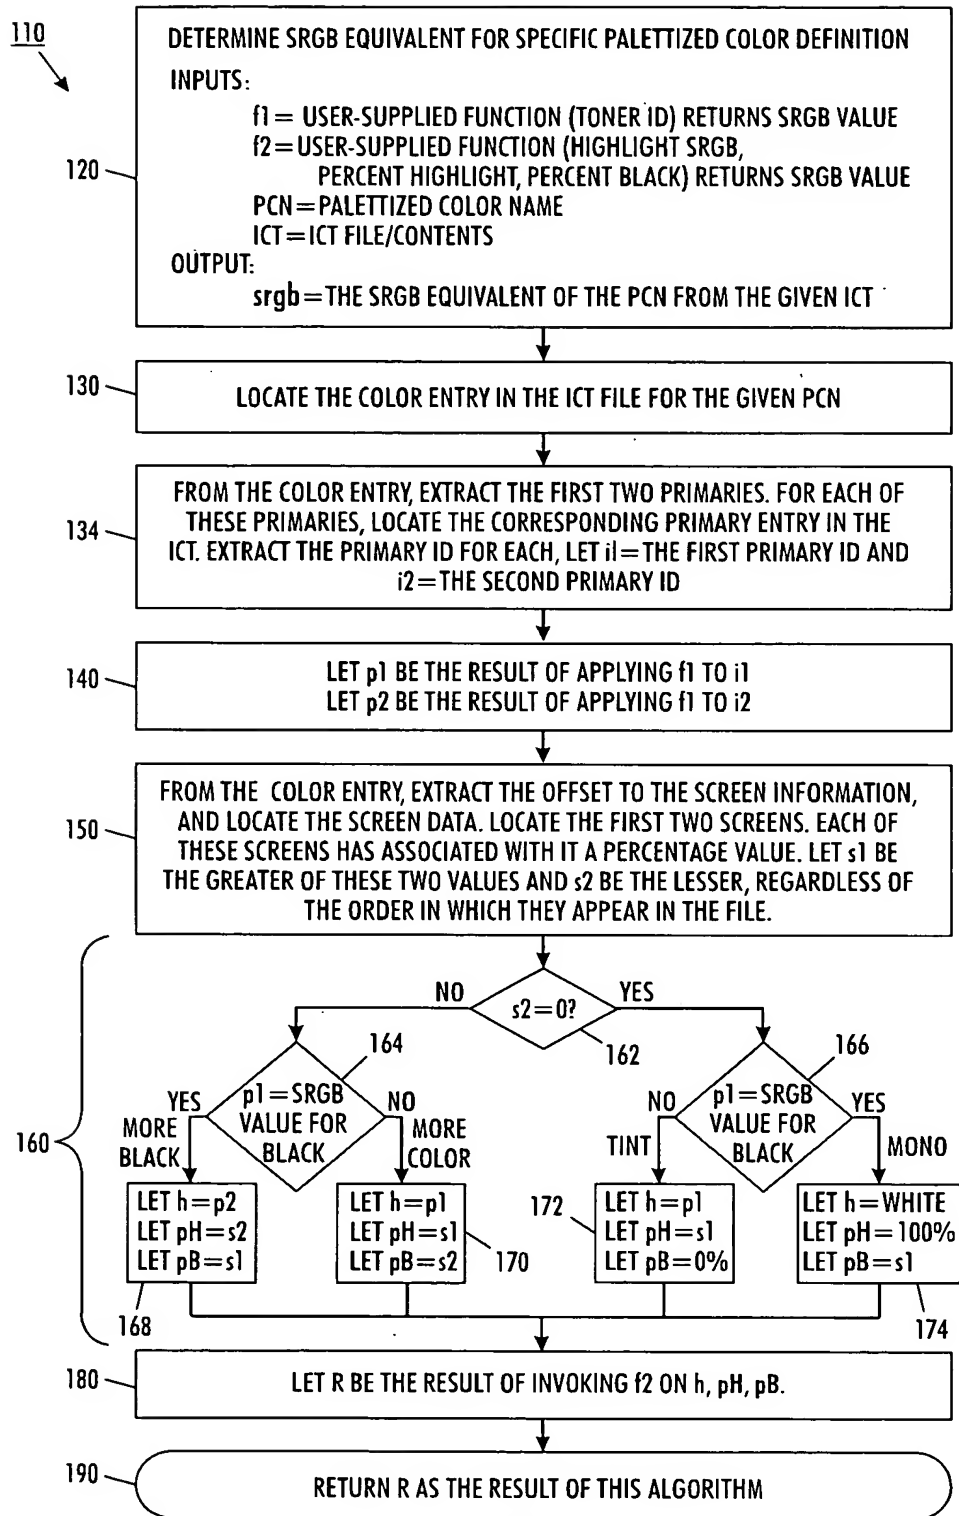 110
DETERMINE SRGB EQUIVALENT FOR SPECIFIC PALETTIZED COLOR DEFINITION
INPUTS:
f1= USER-SUPPLIED FUNCTION (TONER ID) RETURNS SRGB VALUE
f2=USER-SUPPLIED FUNCTION (HIGHLIGHT SRGB,
PERCENT HIGHLIGHT, PERCENT BLACK) RETURNS SRGB VALUE
PCN=PALETTIZED COLOR NAME
ICT=ICT FILE/CONTENTS
OUTPUT:
srgb=THE SRGB EQUIVALENT OF THE PCN FROM THE GIVEN ICT
120
130
LOCATE THE COLOR ENTRY IN THE ICT FILE FOR THE GIVEN PCN
134
FROM THE COLOR ENTRY, EXTRACT THE FIRST TWO PRIMARIES. FOR EACH OF
THESE PRIMARIES, LOCATE THE CORRESPONDING PRIMARY ENTRY IN THE
ICT. EXTRACT THE PRIMARY ID FOR EACH, LET i1=THE FIRST PRIMARY ID AND
i2=THE SECOND PRIMARY ID
140
LET p1 BE THE RESULT OF APPLYING f1 TO i1
LET p2 BE THE RESULT OF APPLYING f1 TO i2
150
FROM THE COLOR ENTRY, EXTRACT THE OFFSET TO THE SCREEN INFORMATION,
AND LOCATE THE SCREEN DATA. LOCATE THE FIRST TWO SCREENS. EACH OF
THESE SCREENS HAS ASSOCIATED WITH IT A PERCENTAGE VALUE. LET s1 BE
THE GREATER OF THESE TWO VALUES AND s2 BE THE LESSER, REGARDLESS OF
THE ORDER IN WHICH THEY APPEAR IN THE FILE.
160
NO
s2=0?
YES
162
164
p1=SRGB
VALUE FOR
BLACK
YES
MORE
BLACK
NO
MORE
COLOR
166
p1=SRGB
VALUE FOR
BLACK
NO
TINT
YES
MONO
LET h=p2
LET pH=s2
LET pB=s1
168
LET h=p1
LET pH=s1
LET pB=s2
170
172
LET h=p1
LET pH=s1
LET pB=0%
LET h=WHITE
LET pH=100%
LET pB=s1
174
180
LET R BE THE RESULT OF INVOKING f2 ON h, pH, pB.
190
RETURN R AS THE RESULT OF THIS ALGORITHM